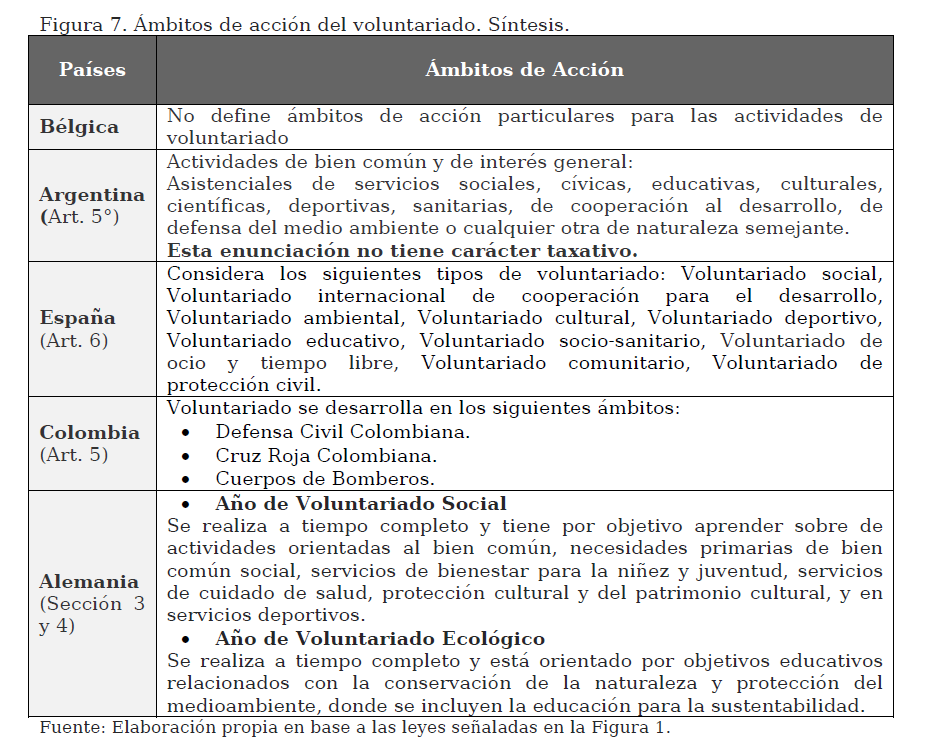 Figura 7. Ámbitos de acción del voluntariado. Síntesis.
Países
Ámbitos de Acción
Bélgica
No define ámbitos de acción particulares para las actividades de
voluntariado
Argentina
(Art. 5°)
Actividades de bien común y de interés general:
Asistenciales de servicios sociales, cívicas, educativas, culturales,
científicas, deportivas, sanitarias, de cooperación al desarrollo, de
defensa del medio ambiente o cualquier otra de naturaleza semejante.
Esta enunciación no tiene carácter taxativo.
España
(Art. 6)
Considera los siguientes tipos de voluntariado: Voluntariado social,
Voluntariado internacional de cooperación para el desarrollo,
Voluntariado ambiental, Voluntariado cultural, Voluntariado deportivo,
Voluntariado educativo, Voluntariado socio-sanitario, Voluntariado de
ocio y tiempo libre, Voluntariado comunitario, Voluntariado de
protección civil.
Colombia
(Art. 5)
Voluntariado se desarrolla en los siguientes ámbitos:
• Defensa Civil Colombiana.
• Cruz Roja Colombiana.
• Cuerpos de Bomberos.
Alemania
(Sección 3
y 4)
• Año de Voluntariado Social
Se realiza a tiempo completo y tiene por objetivo aprender sobre de
actividades orientadas al bien común, necesidades primarias de bien
común social, servicios de bienestar para la niñez y juventud, servicios
de cuidado de salud, protección cultural y del patrimonio cultural, y en
servicios deportivos.
• Año de Voluntariado Ecológico
Se realiza a tiempo completo y está orientado por objetivos educativos
relacionados con la conservación de la naturaleza y protección del
medioambiente, donde se incluyen la educación para la sustentabilidad.
Fuente: Elaboración propia en base a las leyes señaladas en la Figura 1.